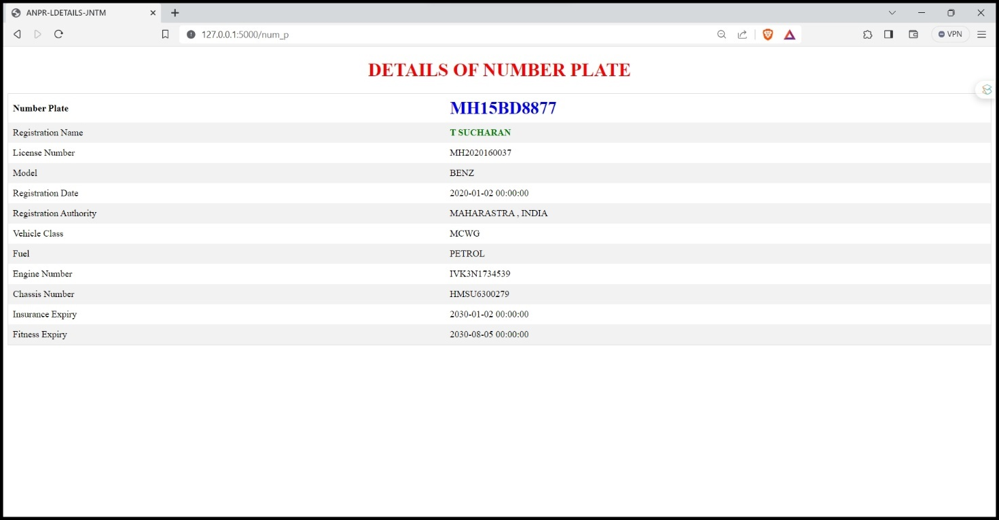 ANPR-LDETAILS-JNTM
127.0.0.1:5000/num_p
VPN
DETAILS OF NUMBER PLATE
Number Plate MH15BD8877
Registration Name T SUCHARAN
License Number MH2020160037
Model BENZ
Registration Date 2020-01-02 00:00:00
Registration Authority MAHARASTRA , INDIA
Vehicle Class MCWG
Fuel PETROL
Engine Number IVK3N1734539
Chassis Number HMSU6300279
Insurance Expiry 2030-01-02 00:00:00
Fitness Expiry 2030-08-05 00:00:00